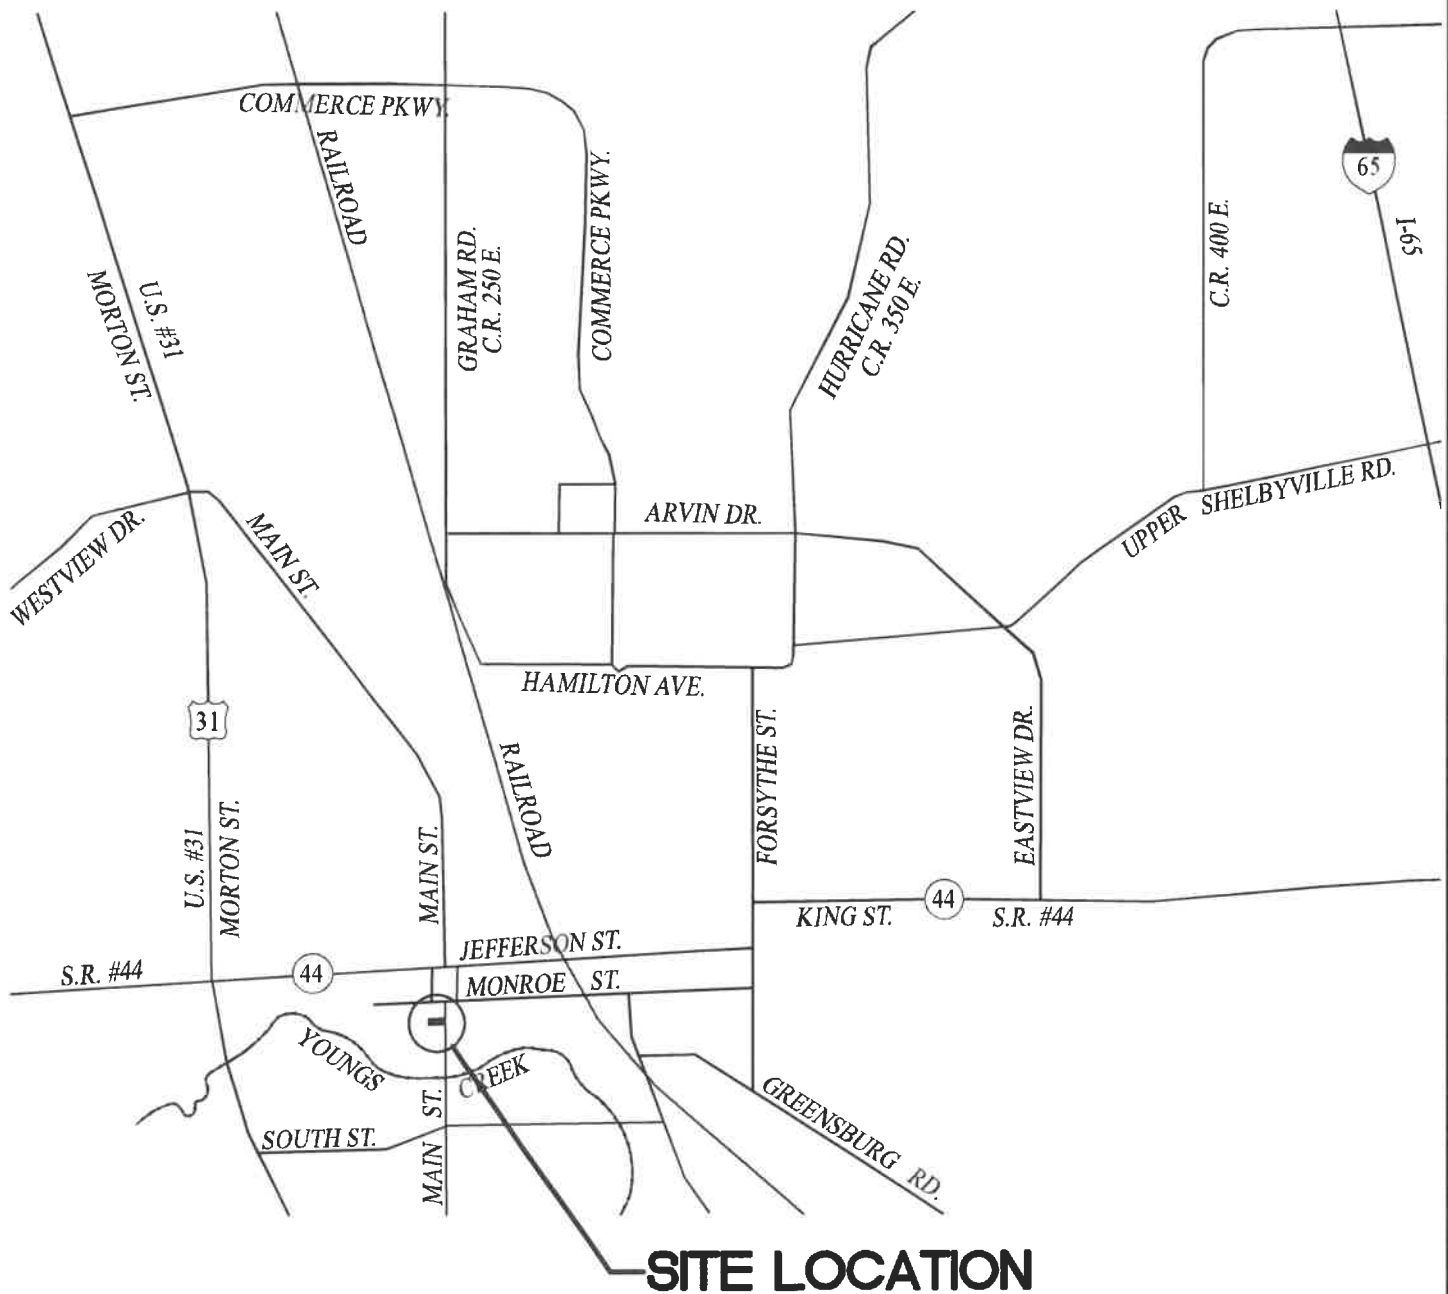 COMMERCE PKWY.
RAILROAD
65
I-65
COMMERCE PKWY.
GRAHAM RD.
C.R. 250 E.
C.R. 400 E.
HURRICANE RD.
C.R. 350 E.
U.S. #31
MORTON ST.
ARVIN DR.
UPPER SHELBYVILLE RD.
WESTVIEW DR.
MAIN ST.
HAMILTON AVE.
31
RAILROAD
FORSYTHE ST.
EASTVIEW DR.
U.S. #31
MORTON ST.
MAIN ST.
44
KING ST.
S.R. #44
JEFFERSON ST.
S.R. #44
44
MONROE ST.
YOUNGS CREEK
MAIN ST.
SOUTH ST.
GREENSBURG RD.
SITE LOCATION